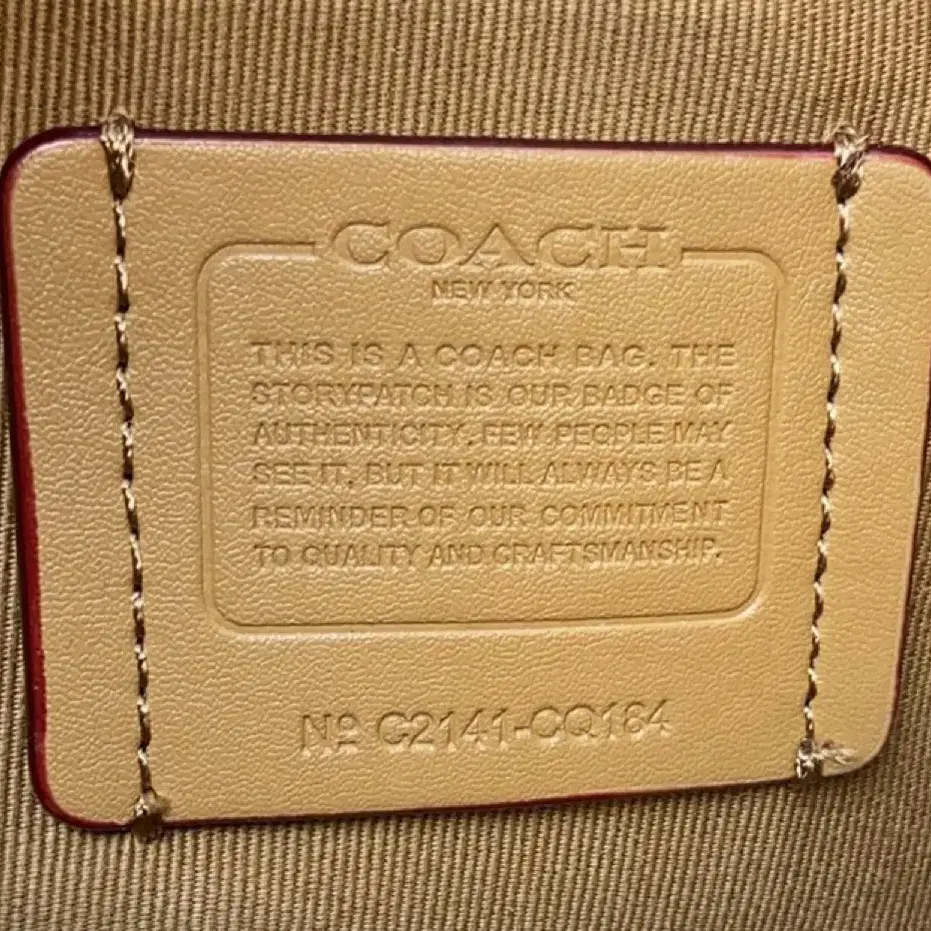 COACH
NEW YORK
THIS IS A COACH BAG. THE
STORYPATCH IS OUR BADGE OF
AUTHENTICITY. FEW PEOPLE MAY
SEE IT, BUT IT WILL ALWAYS BE A
REMINDER OF OUR COMMITMENT
TO QUALITY AND CRAFTSMANSHIP.
Nº C2141-CQ164